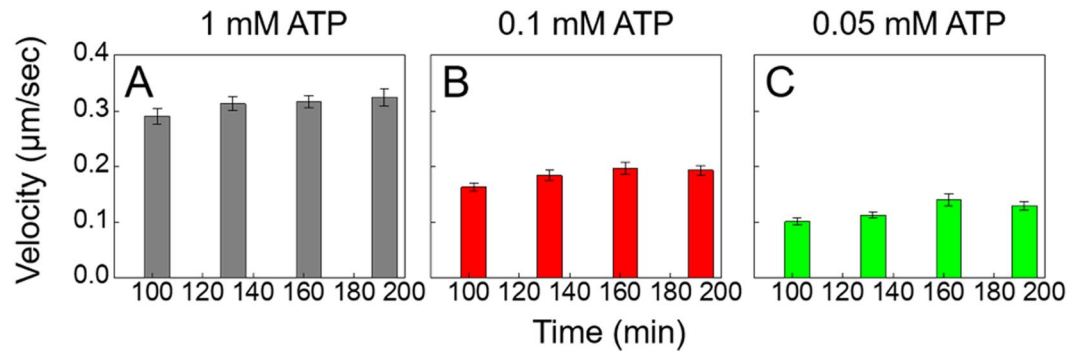 1 mM ATP 0.1 mM ATP 0.05 mM ATP
A B C
Velocity (μm/sec)
0.4
0.3
0.2
0.1
0.0
100 120 140 160 180 200 100 120 140 160 180 200 100 120 140 160 180 200
Time (min)